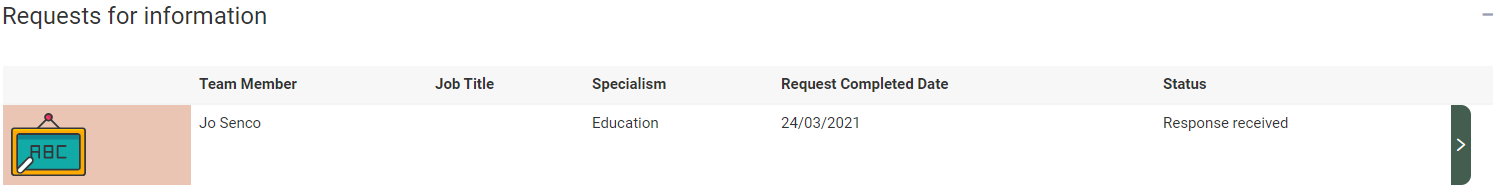 Requests for information
Team Member Job Title Specialism Request Completed Date Status
ABC
Jo Senco Education 24/03/2021 Response received